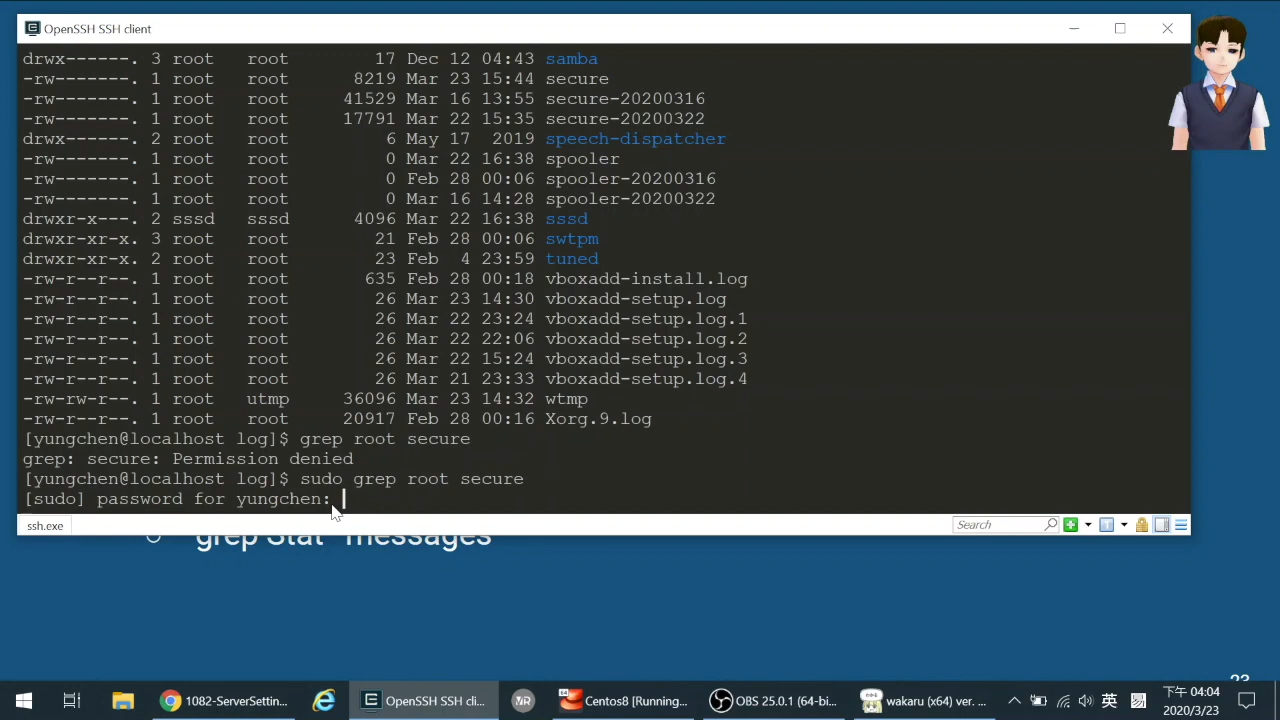 OpenSSH SSH client
drwx------. 3 root root 17 Dec 12 04:43 samba
-rw-------. 1 root root 8219 Mar 23 15:44 secure
-rw-------. 1 root root 41529 Mar 16 13:55 secure-20200316
-rw-------. 1 root root 17791 Mar 22 15:35 secure-20200322
drwx------. 2 root root 6 May 17 2019 speech-dispatcher
-rw-------. 1 root root 0 Mar 22 16:38 spooler
-rw-------. 1 root root 0 Feb 28 00:06 spooler-20200316
-rw-------. 1 root root 0 Mar 16 14:28 spooler-20200322
drwxr-x---. 2 sssd sssd 4096 Mar 22 16:38 sssd
drwxr-xr-x. 3 root root 21 Feb 28 00:06 swtpm
drwxr-xr-x. 2 root root 23 Feb 4 23:59 tuned
-rw-r--r--. 1 root root 635 Feb 28 00:18 vboxadd-install.log
-rw-r--r--. 1 root root 26 Mar 23 14:30 vboxadd-setup.log
-rw-r--r--. 1 root root 26 Mar 22 23:24 vboxadd-setup.log.1
-rw-r--r--. 1 root root 26 Mar 22 22:06 vboxadd-setup.log.2
-rw-r--r--. 1 root root 26 Mar 22 15:24 vboxadd-setup.log.3
-rw-r--r--. 1 root root 26 Mar 21 23:33 vboxadd-setup.log.4
-rw-rw-r--. 1 root utmp 36096 Mar 23 14:32 wtmp
-rw-r--r--. 1 root root 20917 Feb 28 00:16 Xorg.9.log
[yungchen@localhost log]$ grep root secure
grep: secure: Permission denied
[yungchen@localhost log]$ sudo grep root secure
[sudo] password for yungchen:
ssh.exe
Search
grep Stat* messages
1082-ServerSettin...
OpenSSH SSH cli...
Centos8 [Running...
OBS 25.0.1 (64-bi...
wakaru (x64) ver. ...
英
下午 04:04
2020/3/23